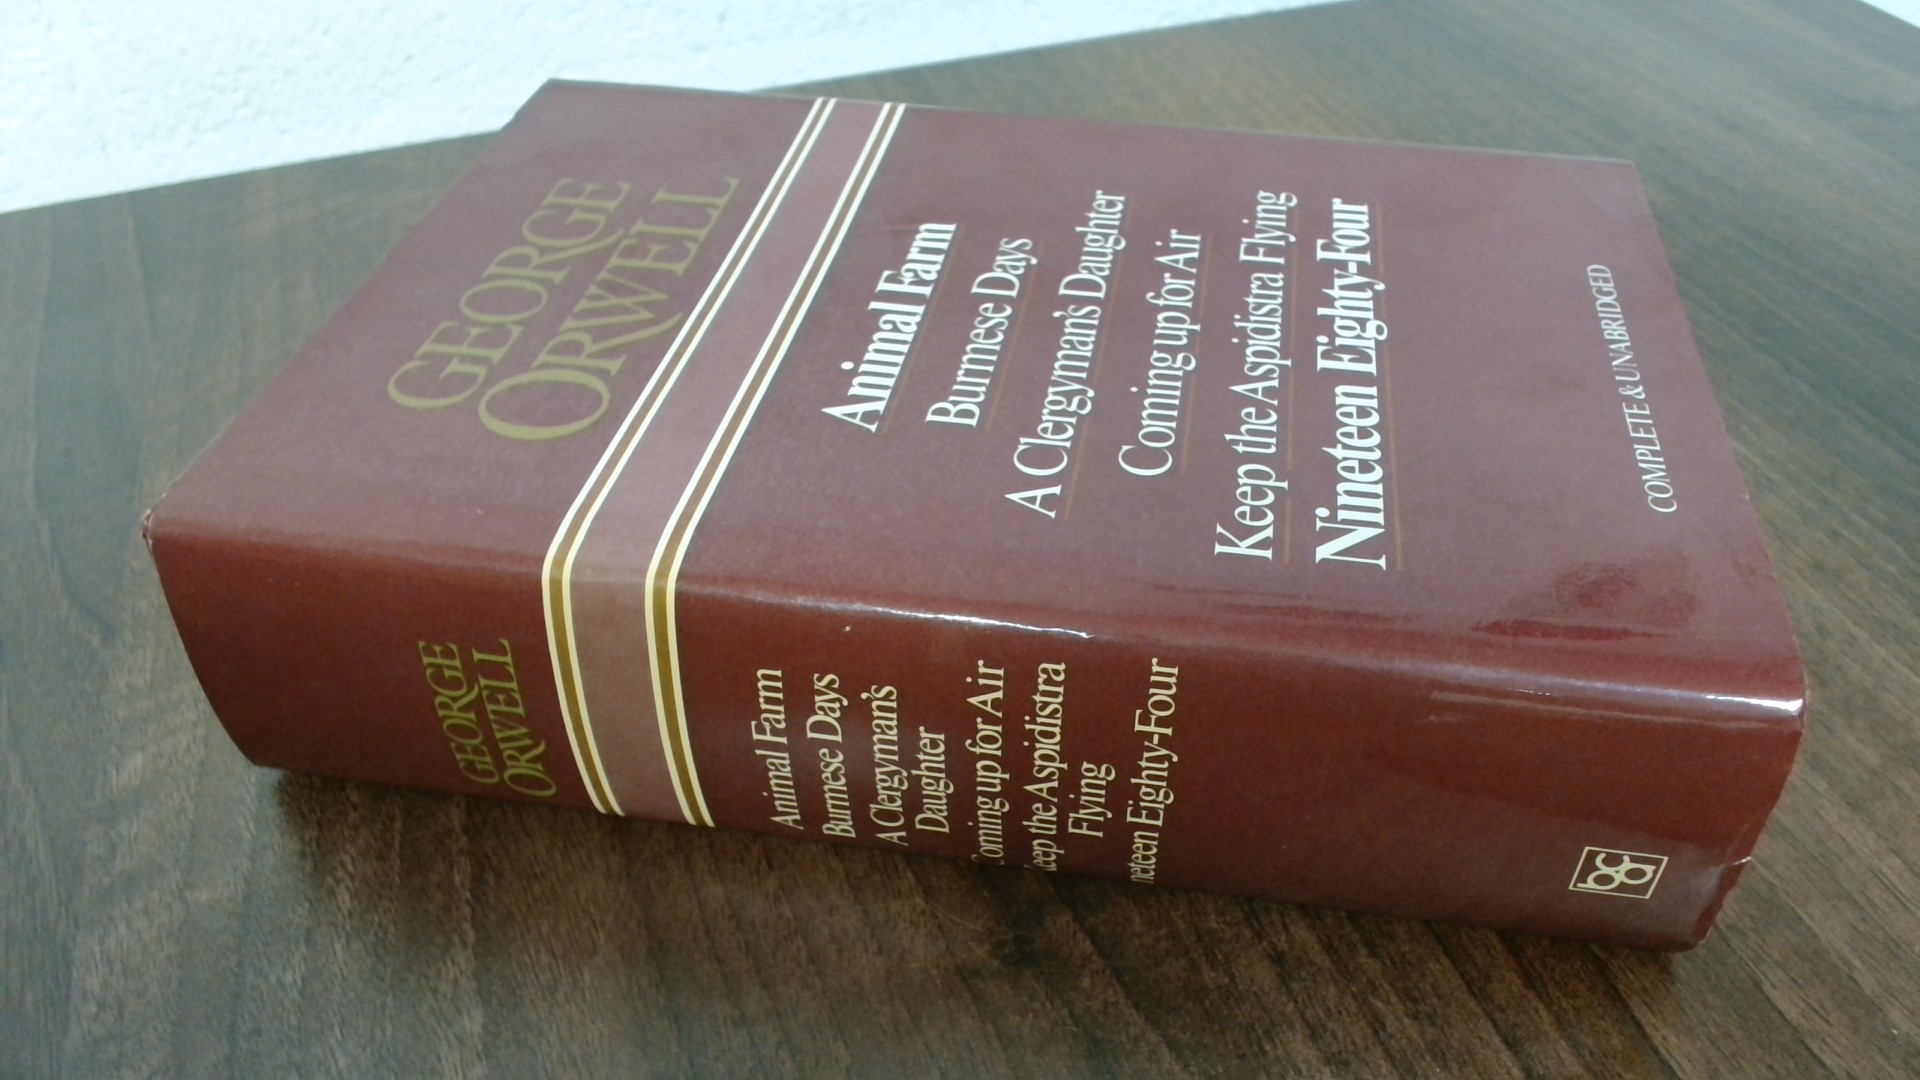 GEORGE
ORWELL
Animal Farm
Burmese Days
A Clergyman's Daughter
Coming up for Air
Keep the Aspidistra Flying
Nineteen Eighty-Four
COMPLETE & UNABRIDGED
GEORGE
ORWELL
Animal Farm
Burmese Days
A Clergyman's
Daughter
Coming up for Air
Keep the Aspidistra
Flying
neteen Eighty-Four
bca